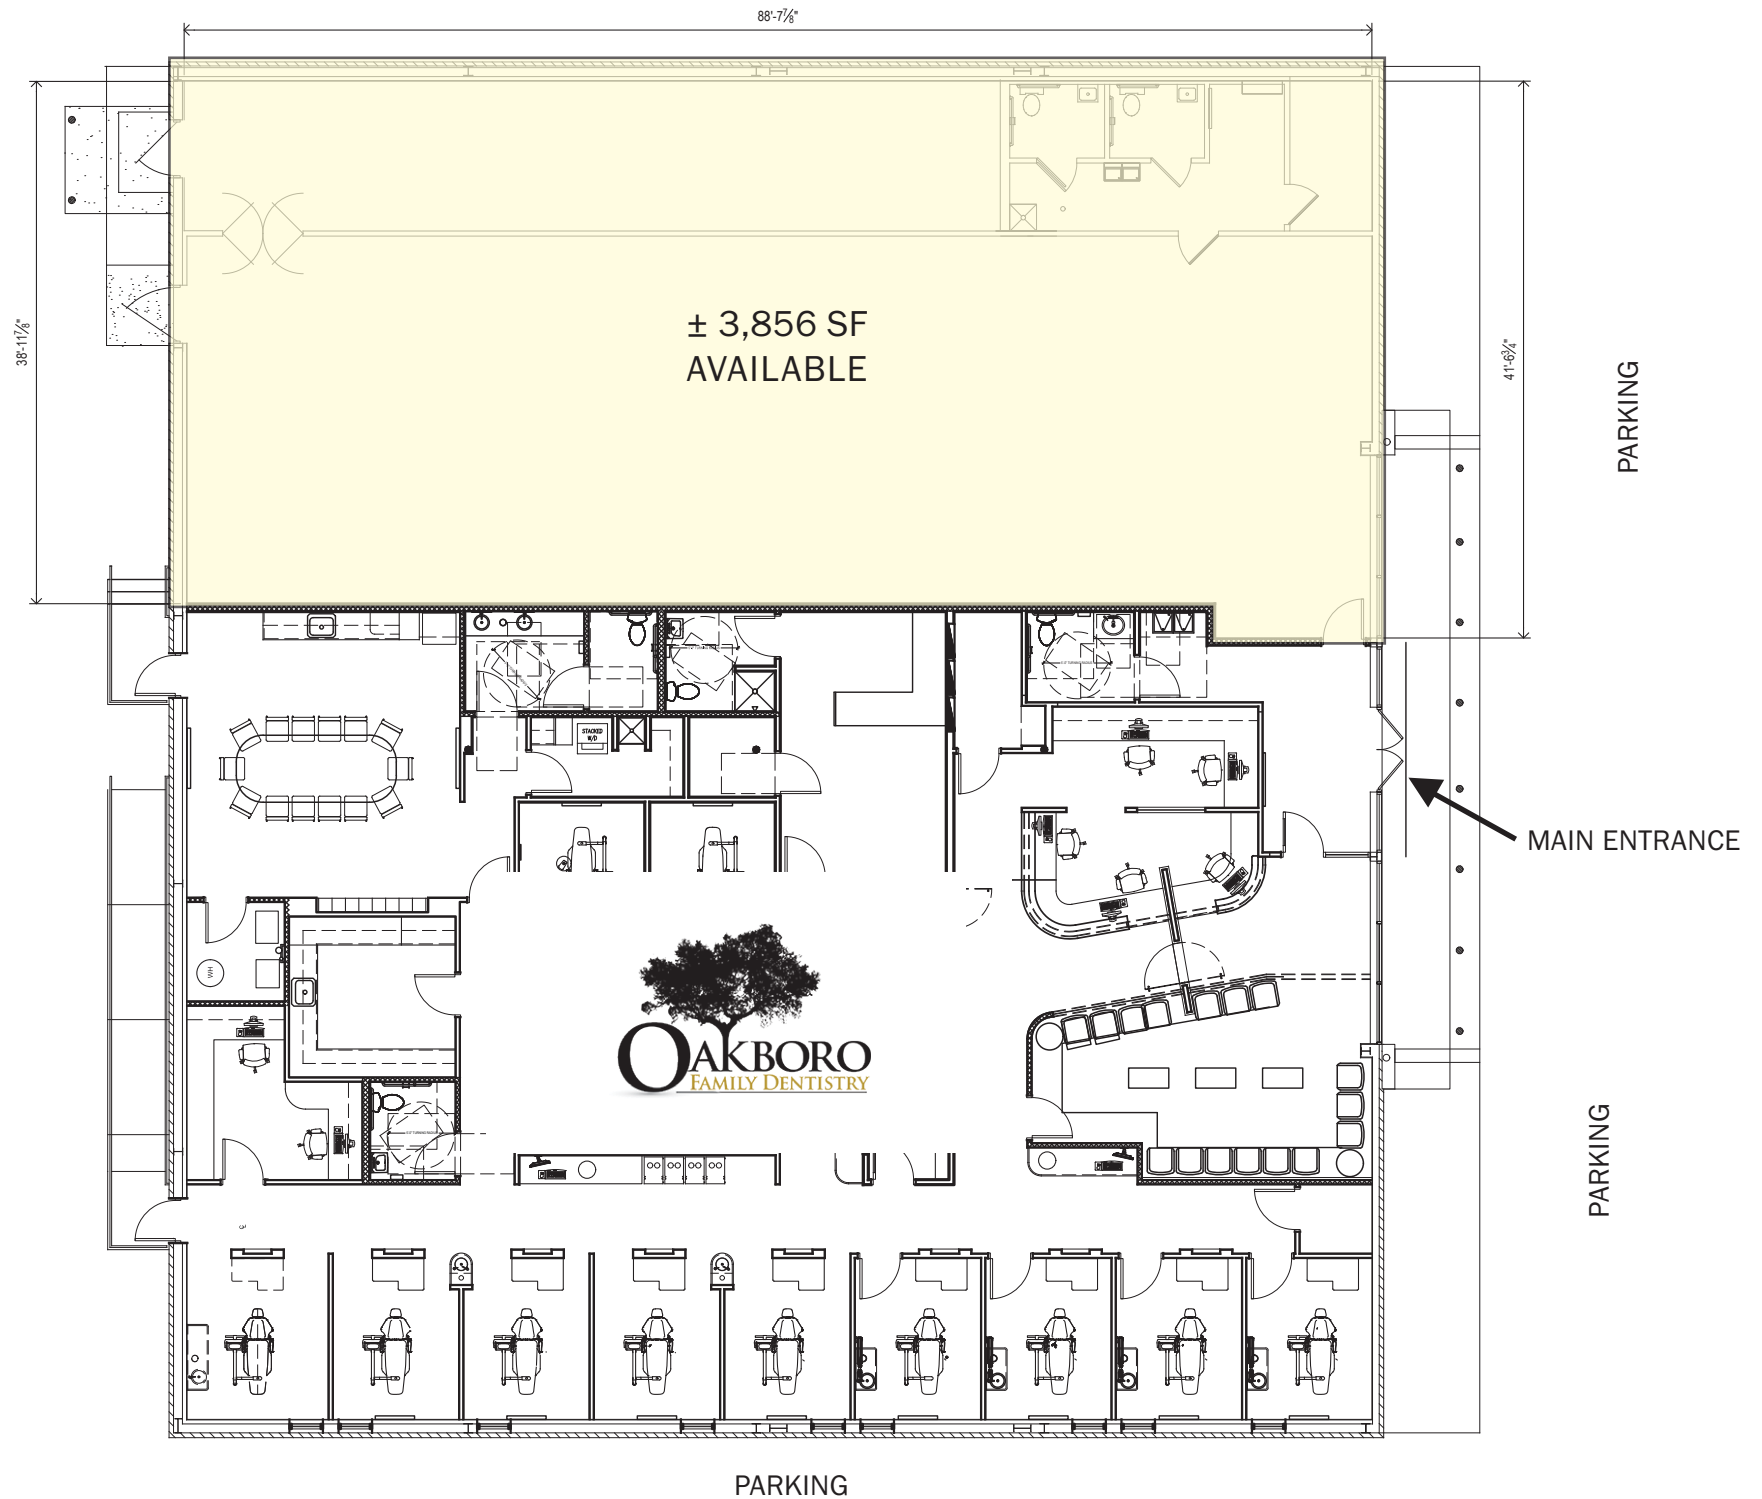 88'-7⅞"
38'-11⅞"
41'-6¾"
± 3,856 SF
AVAILABLE
PARKING
STACKED
W/D
MAIN ENTRANCE
WH
OAKBORO
FAMILY DENTISTRY
PARKING
PARKING